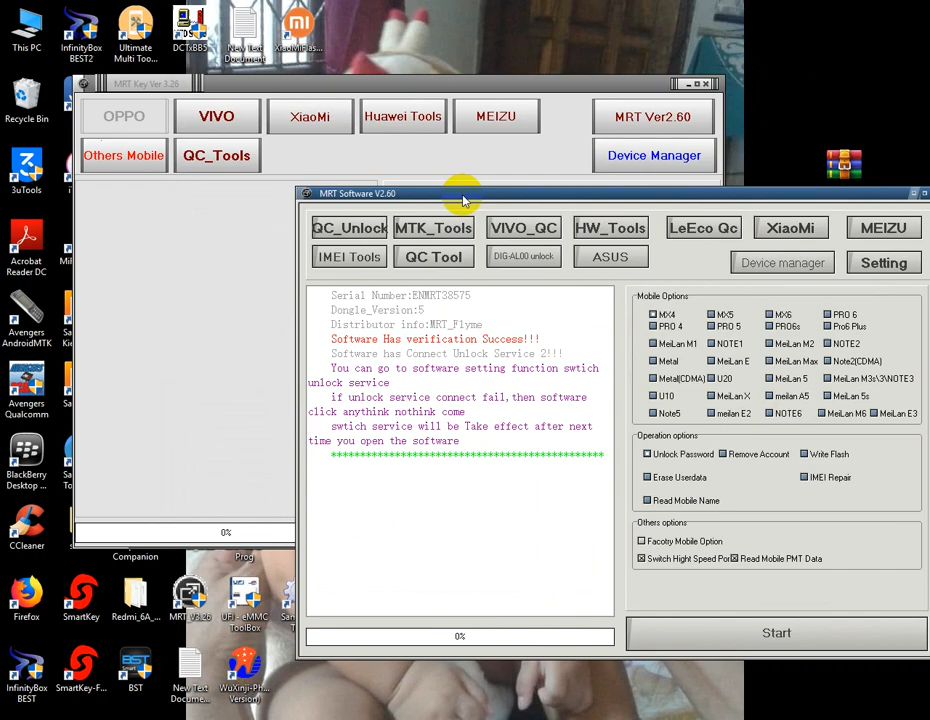 This PC
InfinityBox
BEST2
Ultimate
Multi Too...
DCTxBB5
New Text
Document
XiaoMiFlas...
Recycle Bin
3uTools
Acrobat
Reader DC
Avengers
AndroidMTK
Avengers
Qualcomm
BlackBerry
Desktop ...
CCleaner
Companion
Prog
Firefox
SmartKey
Redmi_6A_...
MRT V3.26
UFI - eMMC
ToolBox
San
InfinityBox
BEST
SmartKey-F...
BST
New Text
Docume...
WuXinji-Ph...
Version)
MRT Key Ver 3.26
OPPO
VIVO
XiaoMi
Huawei Tools
MEIZU
MRT Ver2.60
Others Mobile
QC_Tools
Device Manager
0%
MRT Software V2.60
QC_Unlock
MTK_Tools
VIVO_QC
HW_Tools
LeEco Qc
XiaoMi
MEIZU
IMEI Tools
QC Tool
DIG-AL00 unlock
ASUS
Device manager
Setting
Serial Number:ENMRT38575
Dongle_Version:5
Distributor info:MRT_Flyme
Software Has verification Success!!!
Software has Connect Unlock Service 2!!!
You can go to software setting function swtich
unlock service
if unlock service connect fail,then software
click anythink nothink come
swtich service will be Take effect after next
time you open the software
************************************************
0%
Mobile Options
MX4 MX5 MX6 PRO 6
PRO 4 PRO 5 PRO6s Pro6 Plus
MeiLan M1 NOTE1 MeiLan M2 NOTE2
Metal MeiLan E MeiLan Max Note2(CDMA)
Metal(CDMA) U20 MeiLan 5 MeiLan M3s\3\NOTE3
U10 MeiLan X meilan A5 MeiLan 5s
Note5 meilan E2 NOTE6 MeiLan M6 MeiLan E3
Operation options
Unlock Password Remove Account Write Flash
Erase Userdata IMEI Repair
Read Mobile Name
Others options
Facotry Mobile Option
Switch Hight Speed Por Read Mobile PMT Data
Start